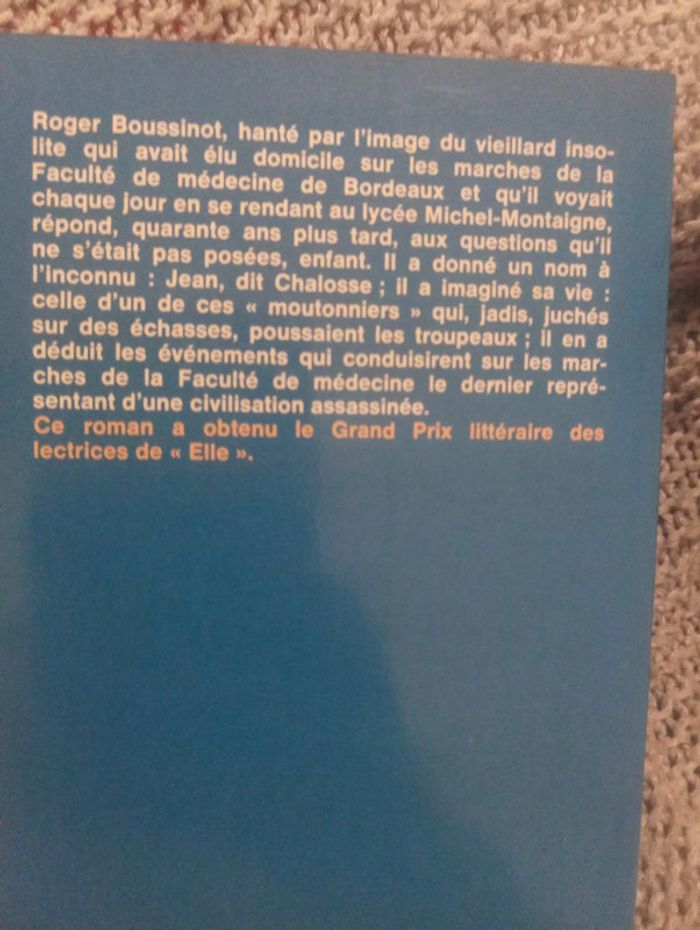 Roger Boussinot, hanté par l'image du vieillard inso-
lite qui avait élu domicile sur les marches de la
Faculté de médecine de Bordeaux et qu'il voyait
chaque jour en se rendant au lycée Michel-Montaigne,
répond, quarante ans plus tard, aux questions qu'il
ne s'était pas posées, enfant. Il a donné un nom à
l'inconnu : Jean, dit Chalosse ; il a imaginé sa vie :
celle d'un de ces « moutonniers » qui, jadis, juchés
sur des échasses, poussaient les troupeaux ; il en a
déduit les événements qui conduisirent sur les mar-
ches de la Faculté de médecine le dernier repré-
sentant d'une civilisation assassinée.
Ce roman a obtenu le Grand Prix littéraire des
lectrices de « Elle ».